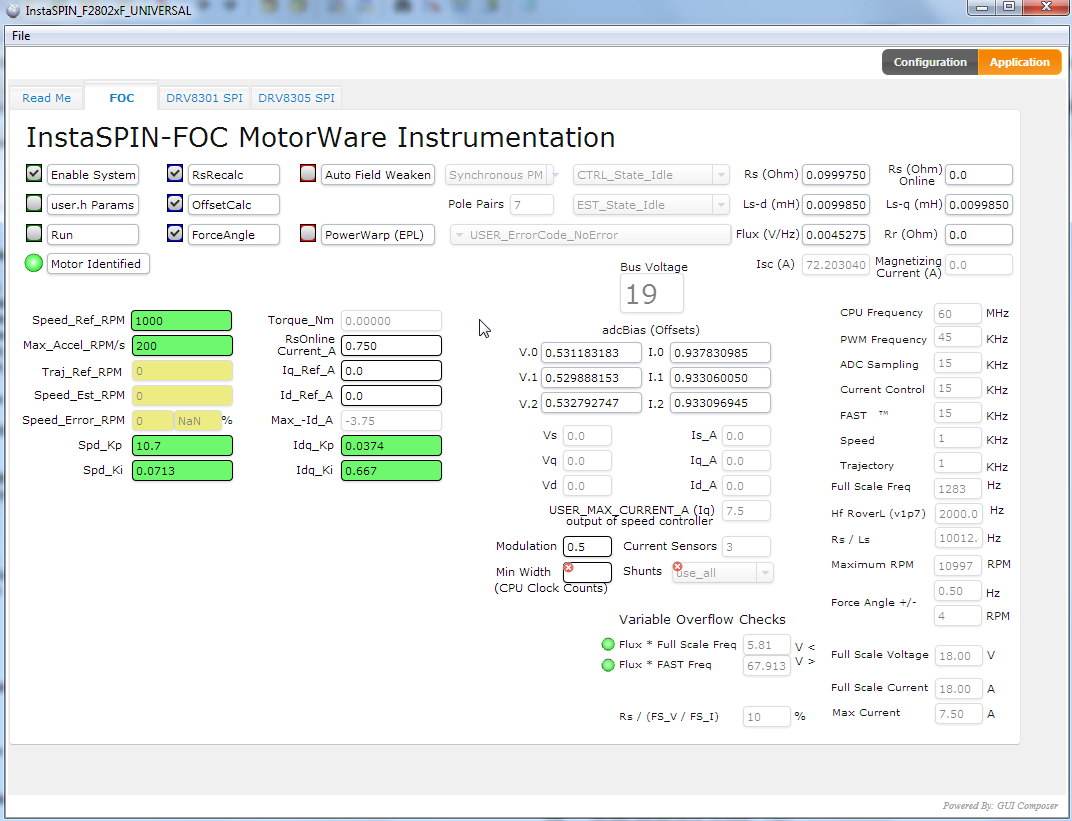 InstaSPIN_F2802xF_UNIVERSAL
File
Configuration Application
Read Me FOC DRV8301 SPI DRV8305 SPI
InstaSPIN-FOC MotorWare Instrumentation
Enable System RsRecalc Auto Field Weaken Synchronous PM CTRL_State_Idle Rs (Ohm) 0.0999750 Rs (Ohm) Online 0.0
user.h Params OffsetCalc Pole Pairs 7 EST_State_Idle Ls-d (mH) 0.0099850 Ls-q (mH) 0.0099850
Run ForceAngle PowerWarp (EPL) USER_ErrorCode_NoError Flux (V/Hz) 0.0045275 Rr (Ohm) 0.0
Motor Identified Isc (A) 72.203040 Magnetizing Current (A) 0.0
Bus Voltage
19
Speed_Ref_RPM 1000
Max_Accel_RPM/s 200
Traj_Ref_RPM 0
Speed_Est_RPM 0
Speed_Error_RPM 0 NaN %
Spd_Kp 10.7
Spd_Ki 0.0713
Torque_Nm 0.00000
RsOnline Current_A 0.750
Iq_Ref_A 0.0
Id_Ref_A 0.0
Max_-Id_A -3.75
Idq_Kp 0.0374
Idq_Ki 0.667
adcBias (Offsets)
V.0 0.531183183 I.0 0.937830985
V.1 0.529888153 I.1 0.933060050
V.2 0.532792747 I.2 0.933096945
Vs 0.0 Is_A 0.0
Vq 0.0 Iq_A 0.0
Vd 0.0 Id_A 0.0
USER_MAX_CURRENT_A (Iq) 7.5
output of speed controller
Modulation 0.5 Current Sensors 3
Min Width Shunts use_all
(CPU Clock Counts)
Variable Overflow Checks
Flux * Full Scale Freq 5.81 V <
Flux * FAST Freq 67.913 V >
Rs / (FS_V / FS_I) 10 %
CPU Frequency 60 MHz
PWM Frequency 45 KHz
ADC Sampling 15 KHz
Current Control 15 KHz
FAST ™ 15 KHz
Speed 1 KHz
Trajectory 1 KHz
Full Scale Freq 1283 Hz
Hf RoverL (v1p7) 2000.0 Hz
Rs / Ls 10012. Hz
Maximum RPM 10997 RPM
Force Angle +/- 0.50 Hz
4 RPM
Full Scale Voltage 18.00 V
Full Scale Current 18.00 A
Max Current 7.50 A
Powered By: GUI Composer